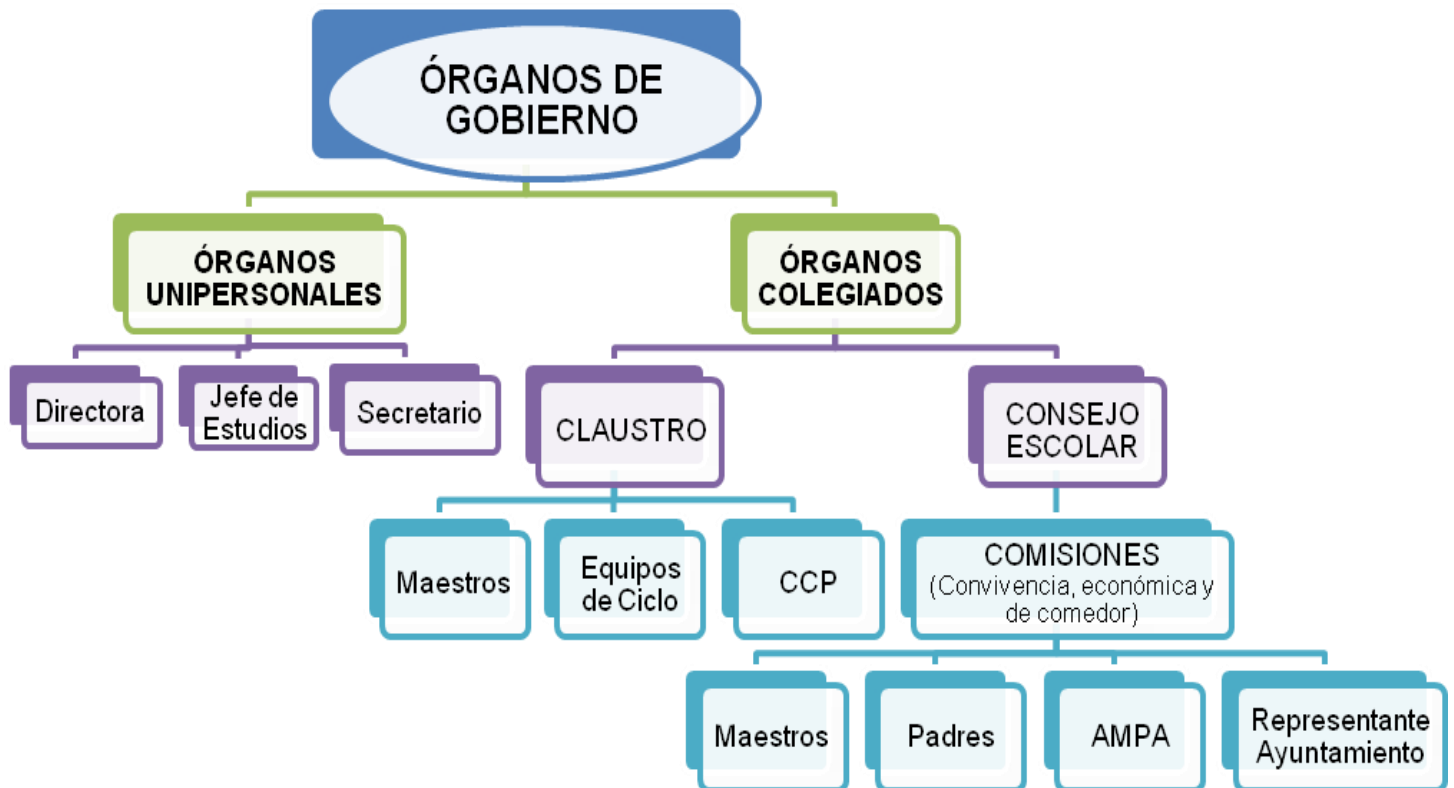 ÓRGANOS DE
GOBIERNO
ÓRGANOS
UNIPERSONALES
ÓRGANOS
COLEGIADOS
Directora
Jefe de
Estudios
Secretario
CLAUSTRO
CONSEJO
ESCOLAR
Maestros
Equipos
de Ciclo
CCP
COMISIONES
(Convivencia, económica y
de comedor)
Maestros
Padres
AMPA
Representante
Ayuntamiento